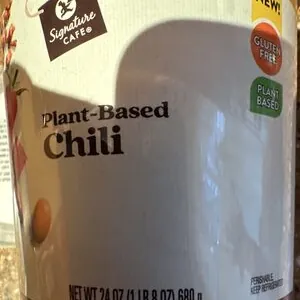 Signature
CAFE®
NEW!
GLUTEN
FREE
PLANT
BASED
Plant-Based
Chili
NET WT 24 OZ (1 LB 8 OZ) 680 g
PERISHABLE
KEEP REFRIGERATED